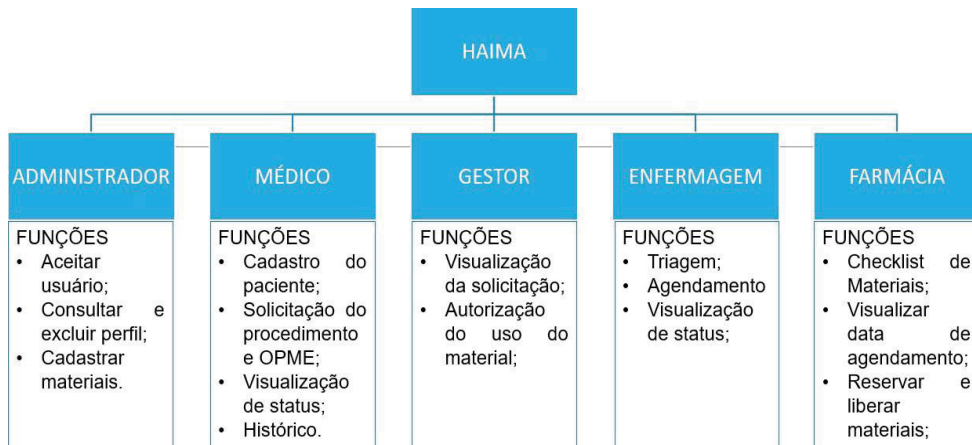 HAIMA
ADMINISTRADOR
FUNÇÕES
• Aceitar
usuário;
• Consultar e
excluir perfil;
• Cadastrar
materiais.
MÉDICO
FUNÇÕES
• Cadastro do
paciente;
• Solicitação do
procedimento
e OPME;
• Visualização
de status;
• Histórico.
GESTOR
FUNÇÕES
• Visualização
da solicitação;
• Autorização
do uso do
material;
ENFERMAGEM
FUNÇÕES
• Triagem;
• Agendamento
• Visualização
de status;
FARMÁCIA
FUNÇÕES
• Checklist de
Materiais;
• Visualizar
data de
agendamento;
• Reservar e
liberar
materiais;